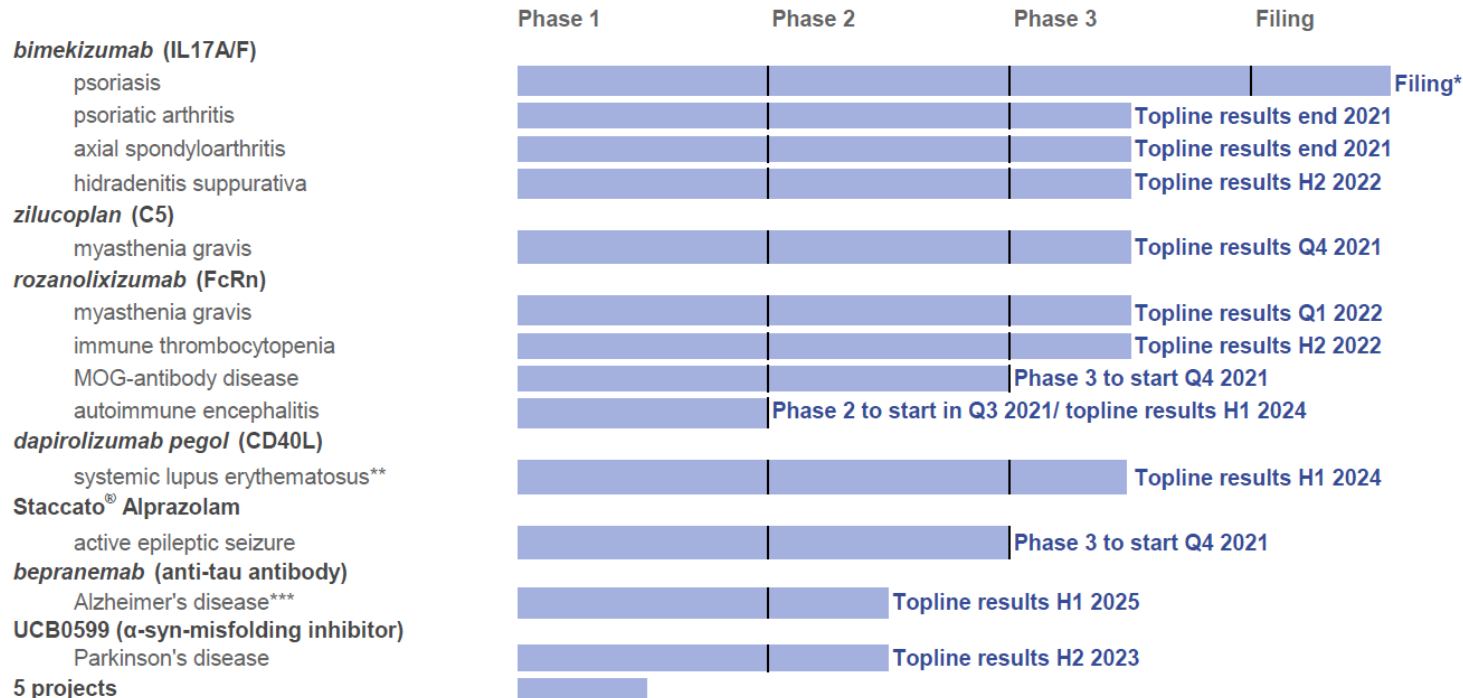 Phase 1 Phase 2 Phase 3 Filing
bimekizumab (IL17A/F)
psoriasis Filing*
psoriatic arthritis Topline results end 2021
axial spondyloarthritis Topline results end 2021
hidradenitis suppurativa Topline results H2 2022
zilucoplan (C5)
myasthenia gravis Topline results Q4 2021
rozanolixizumab (FcRn)
myasthenia gravis Topline results Q1 2022
immune thrombocytopenia Topline results H2 2022
MOG-antibody disease Phase 3 to start Q4 2021
autoimmune encephalitis Phase 2 to start in Q3 2021/ topline results H1 2024
dapirolizumab pegol (CD40L)
systemic lupus erythematosus** Topline results H1 2024
Staccato® Alprazolam
active epileptic seizure Phase 3 to start Q4 2021
bepranemab (anti-tau antibody)
Alzheimer's disease*** Topline results H1 2025
UCB0599 (α-syn-misfolding inhibitor)
Parkinson's disease Topline results H2 2023
5 projects